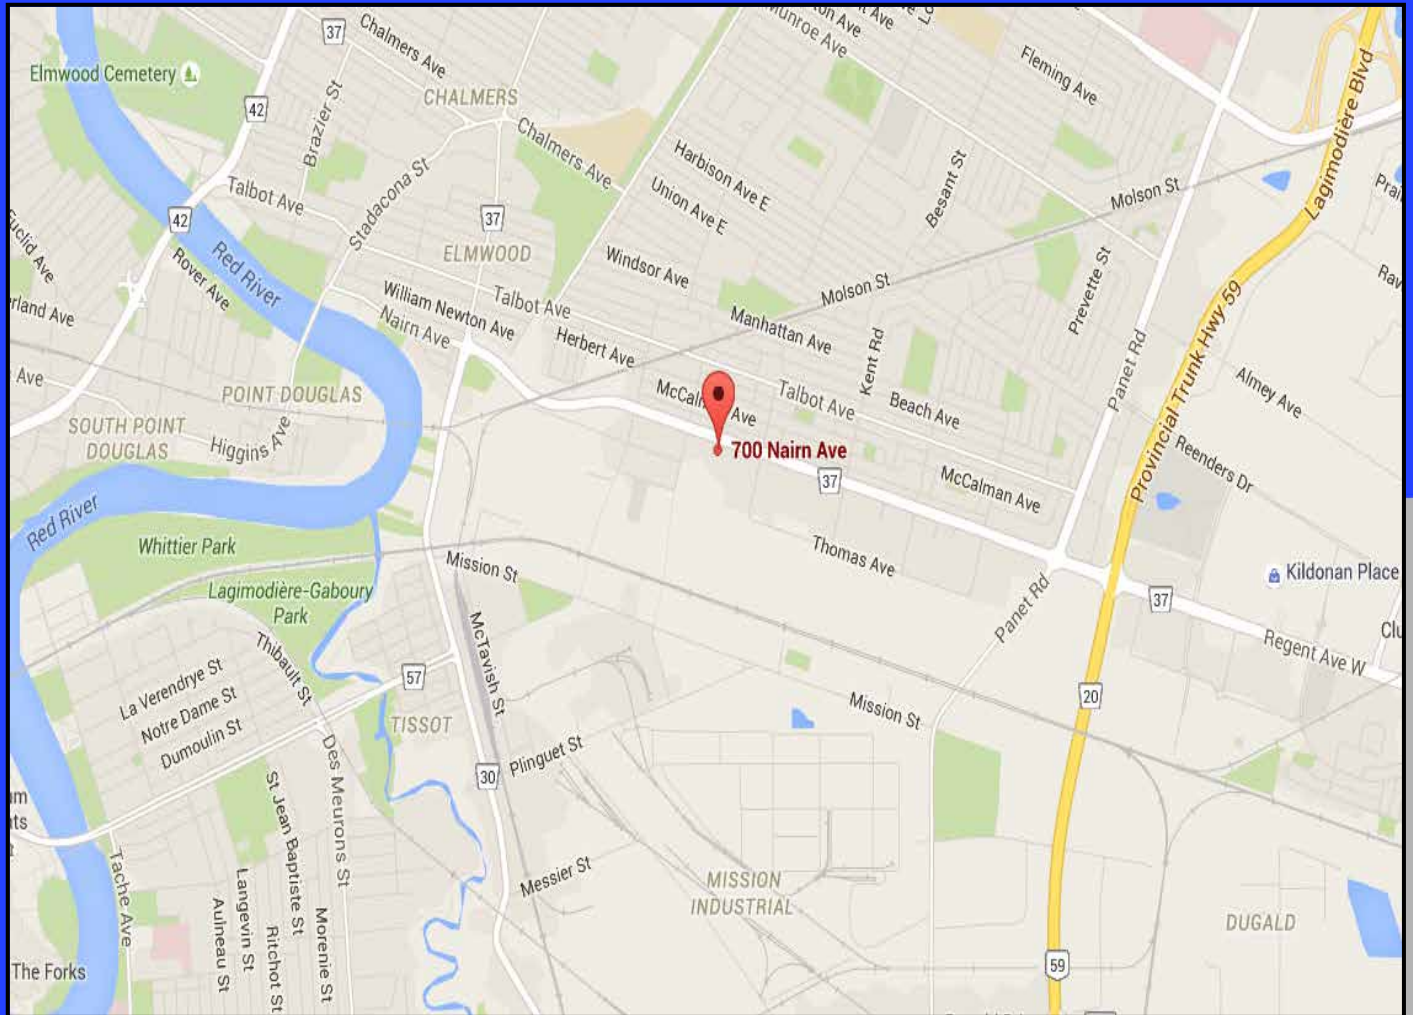 37
Chalmers Ave
Munroe Ave
Fleming Ave
Elmwood Cemetery
CHALMERS
42
Brazier St
Chalmers Ave
Harbison Ave E
Lagimodière Blvd
Stadacona St
Union Ave E
Besant St
Molson St
Talbot Ave
42
37
ELMWOOD
Windsor Ave
Red River
Rover Ave
Euclid Ave
William Newton Ave
Talbot Ave
Molson St
Prevette St
Nairn Ave
Herbert Ave
Manhattan Ave
Kent Rd
Panet Rd
Provincial Trunk Hwy 59
Almey Ave
Ave
POINT DOUGLAS
McCalman Ave
Talbot Ave
Beach Ave
SOUTH POINT
DOUGLAS
Higgins Ave
700 Nairn Ave
Reenders Dr
37
McCalman Ave
Red River
Whittier Park
Mission St
Thomas Ave
Kildonan Place
Lagimodière-Gaboury
Park
Panet Rd
37
Thibault St
McTavish St
Regent Ave W
La Verendrye St
57
Notre Dame St
Dumoulin St
TISSOT
Mission St
20
Des Meurons St
Plinguet St
30
St Jean Baptiste St
Tache Ave
Langevin St
Aulneau St
Ritchot St
Morenie St
Messier St
MISSION
INDUSTRIAL
DUGALD
The Forks
59